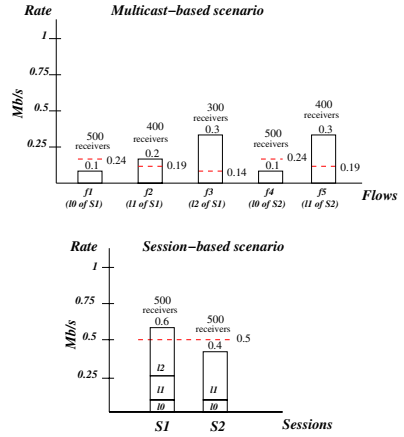 Rate Multicast−based scenario
1
0.75
0.5
0.25
Mb/s
500 receivers
0.1
0.24
400 receivers
0.2
0.19
300 receivers
0.3
0.14
500 receivers
0.1
0.24
400 receivers
0.3
0.19
f1 f2 f3 f4 f5
(l0 of S1) (l1 of S1) (l2 of S1) (l0 of S2) (l1 of S2)
Flows
Rate Session−based scenario
1
0.75
0.5
0.25
Mb/s
500 receivers
0.6
500 receivers
0.4
0.5
l2
l1 l1
l0 l0
S1 S2 Sessions